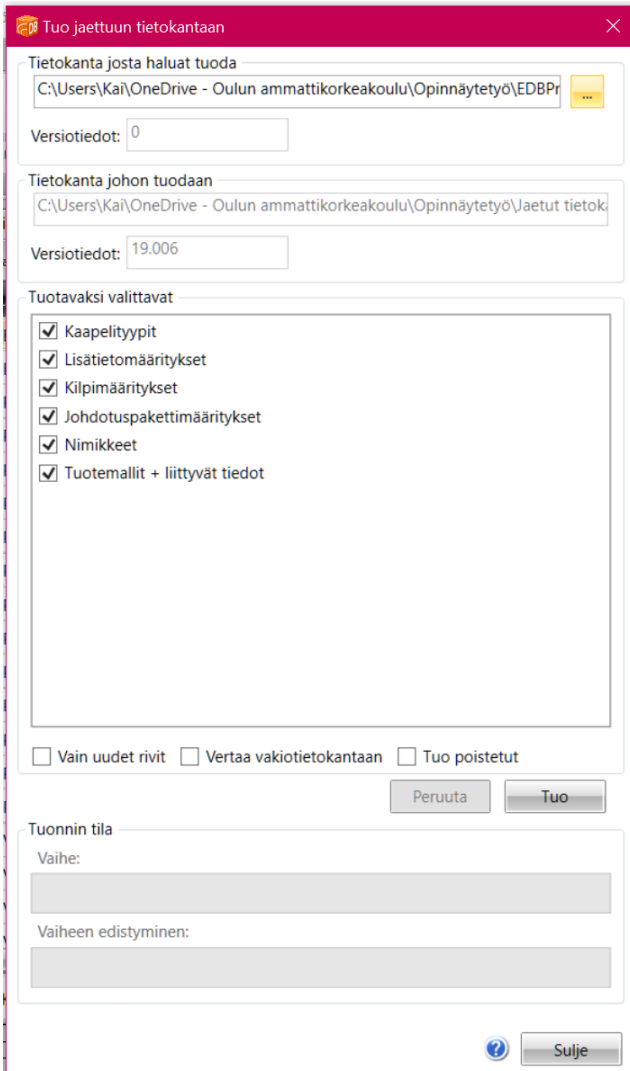 Tuo jaettuun tietokantaan
Tietokanta josta haluat tuoda
C:\Users\Kai\OneDrive - Oulun ammattikorkeakoulu\Opinnäytetyö\EDBPr
...
Versiotiedot: 0
Tietokanta johon tuodaan
C:\Users\Kai\OneDrive - Oulun ammattikorkeakoulu\Opinnäytetyö\Jaetut tietoka
Versiotiedot: 19.006
Tuotavaksi valittavat
Kaapelityypit
Lisätietomääritykset
Kilpimääritykset
Johdotuspakettimääritykset
Nimikkeet
Tuotemallit + liittyvät tiedot
Vain uudet rivit Vertaa vakiotietokantaan Tuo poistetut
Peruuta Tuo
Tuonnin tila
Vaihe:
Vaiheen edistyminen:
? Sulje